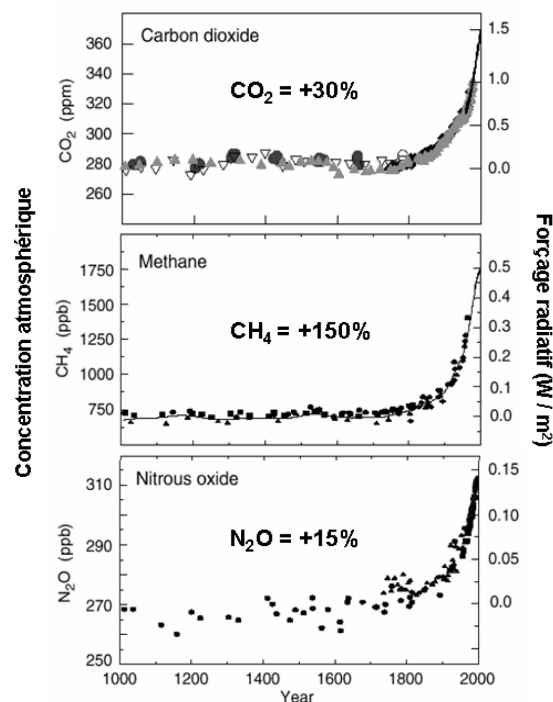 Concentration atmosphérique
Carbon dioxide
CO₂ = +30%
CO₂ (ppm)
360
340
320
300
280
260
1.5
1.0
0.5
0.0
Methane
CH₄ = +150%
CH₄ (ppb)
1750
1500
1250
1000
750
0.5
0.4
0.3
0.2
0.1
0.0
Nitrous oxide
N₂O = +15%
N₂O (ppb)
310
290
270
250
0.15
0.10
0.05
0.0
1000
1200
1400
1600
1800
2000
Year
Forçage radiatif (W / m²)